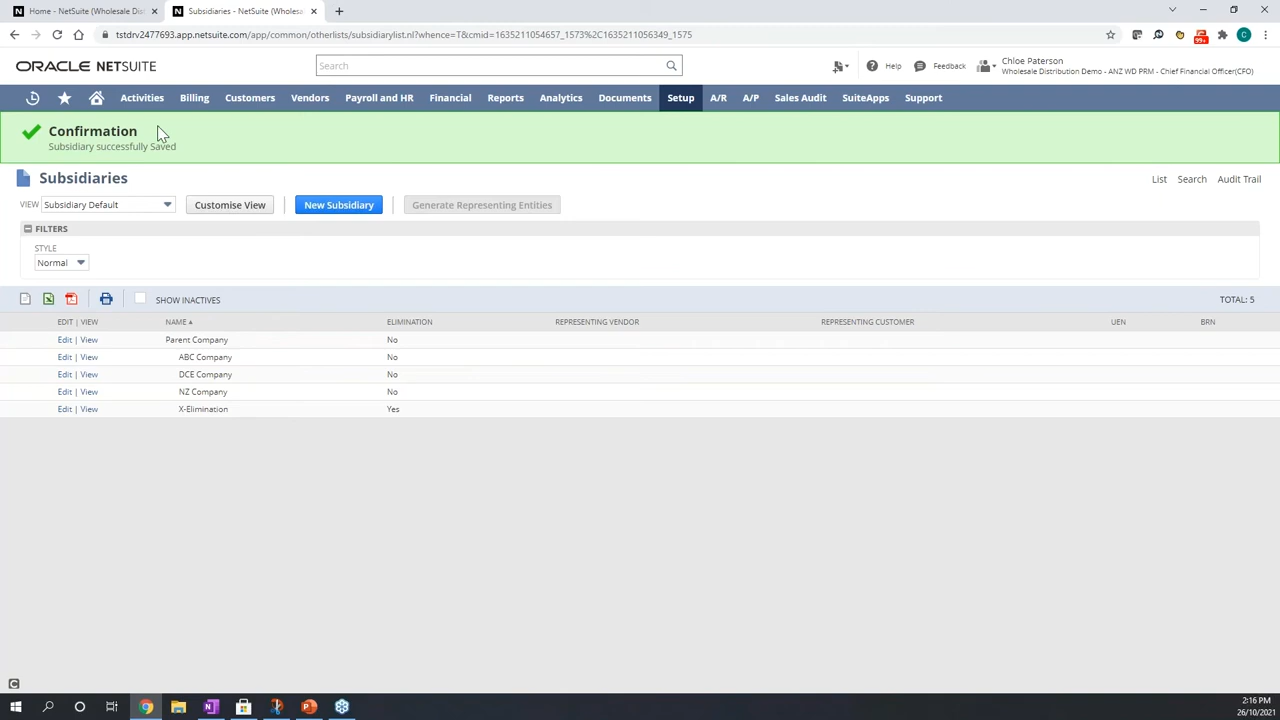 Home - NetSuite (Wholesale Dis
Subsidiaries - NetSuite (Wholesa
tstdrv2477693.app.netsuite.com/app/common/otherlists/subsidiarylist.nl?whence=T&cmid=1635211054657_1573%2C1635211056349_1575
99+
C
ORACLE NETSUITE
Search
Help
Feedback
Chloe Paterson
Wholesale Distribution Demo - ANZ WD PRM - Chief Financial Officer(CFO)
Activities Billing Customers Vendors Payroll and HR Financial Reports Analytics Documents Setup A/R A/P Sales Audit SuiteApps Support
Confirmation
Subsidiary successfully Saved
Subsidiaries
List Search Audit Trail
VIEW Subsidiary Default Customise View New Subsidiary Generate Representing Entities
FILTERS
STYLE
Normal
SHOW INACTIVES
TOTAL: 5
EDIT | VIEW NAME ELIMINATION REPRESENTING VENDOR REPRESENTING CUSTOMER UEN BRN
Edit | View Parent Company No
Edit | View ABC Company No
Edit | View DCE Company No
Edit | View NZ Company No
Edit | View X-Elimination Yes
2:16 PM
26/10/2021